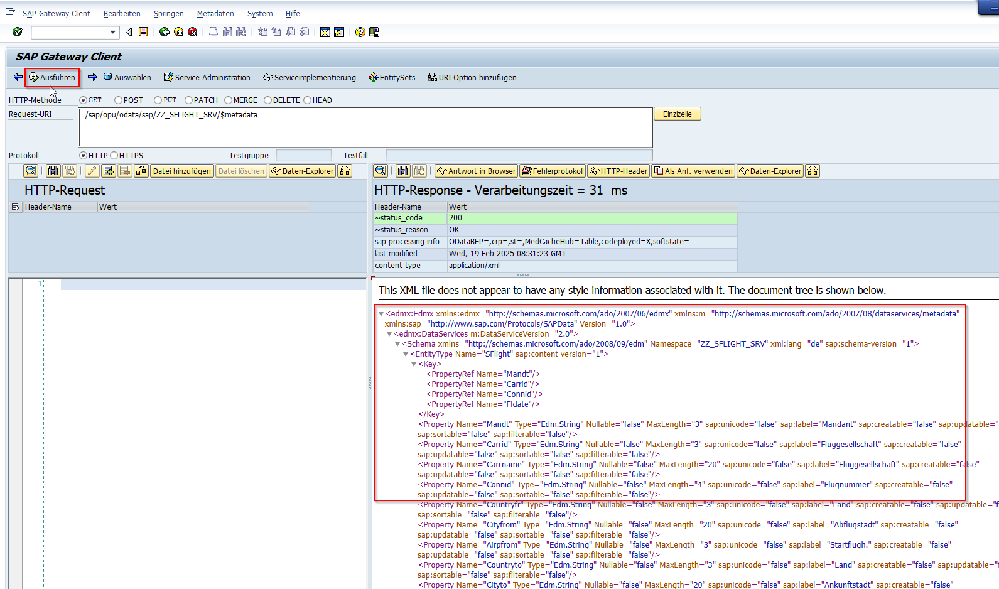 SAP Gateway Client Bearbeiten Springen Metadaten System Hilfe
SAP Gateway Client
Ausführen Auswählen Service-Administration Serviceimplementierung EntitySets URI-Option hinzufügen
HTTP-Methode GET POST PUT PATCH MERGE DELETE HEAD
Request-URI /sap/opu/odata/sap/ZZ_SFLIGHT_SRV/$metadata Einzlzeile
Protokoll HTTP HTTPS Testgruppe Testfall
Datei hinzufügen Datei löschen Daten-Explorer
Antwort in Browser Fehlerprotokoll HTTP-Header Als Anf. verwenden Daten-Explorer
HTTP-Request
Header-Name Wert
1
HTTP-Response - Verarbeitungszeit = 31 ms
Header-Name Wert
~status_code 200
~status_reason OK
sap-processing-info ODataBEP=,crp=,st=,MedCacheHub=Table,codeployed=X,softstate=
last-modified Wed, 19 Feb 2025 08:31:23 GMT
content-type application/xml
This XML file does not appear to have any style information associated with it. The document tree is shown below.
<edmx:Edmx xmlns:edmx="http://schemas.microsoft.com/ado/2007/06/edmx" xmlns:m="http://schemas.microsoft.com/ado/2007/08/dataservices/metadata"
xmlns:sap="http://www.sap.com/Protocols/SAPData" Version="1.0">
<edmx:DataServices m:DataServiceVersion="2.0">
<Schema xmlns="http://schemas.microsoft.com/ado/2008/09/edm" Namespace="ZZ_SFLIGHT_SRV" xml:lang="de" sap:schema-version="1">
<EntityType Name="SFlight" sap:content-version="1">
<Key>
<PropertyRef Name="Mandt"/>
<PropertyRef Name="Carrid"/>
<PropertyRef Name="Connid"/>
<PropertyRef Name="Fldate"/>
</Key>
<Property Name="Mandt" Type="Edm.String" Nullable="false" MaxLength="3" sap:unicode="false" sap:label="Mandant" sap:creatable="false" sap:updatable="
sap:sortable="false" sap:filterable="false"/>
<Property Name="Carrid" Type="Edm.String" Nullable="false" MaxLength="3" sap:unicode="false" sap:label="Fluggesellschaft" sap:creatable="false"
sap:updatable="false" sap:sortable="false" sap:filterable="false"/>
<Property Name="Carrname" Type="Edm.String" Nullable="false" MaxLength="20" sap:unicode="false" sap:label="Fluggesellschaft" sap:creatable="false"
sap:updatable="false" sap:sortable="false" sap:filterable="false"/>
<Property Name="Connid" Type="Edm.String" Nullable="false" MaxLength="4" sap:unicode="false" sap:label="Flugnummer" sap:creatable="false"
sap:updatable="false" sap:sortable="false" sap:filterable="false"/>
<Property Name="Countryfr" Type="Edm.String" Nullable="false" MaxLength="3" sap:unicode="false" sap:label="Land" sap:creatable="false" sap:updatable="f
sap:sortable="false" sap:filterable="false"/>
<Property Name="Cityfrom" Type="Edm.String" Nullable="false" MaxLength="20" sap:unicode="false" sap:label="Abflugstadt" sap:creatable="false"
sap:updatable="false" sap:sortable="false" sap:filterable="false"/>
<Property Name="Airpfrom" Type="Edm.String" Nullable="false" MaxLength="3" sap:unicode="false" sap:label="Startflugh." sap:creatable="false"
sap:updatable="false" sap:sortable="false" sap:filterable="false"/>
<Property Name="Countryto" Type="Edm.String" Nullable="false" MaxLength="3" sap:unicode="false" sap:label="Land" sap:creatable="false" sap:updatable="
sap:sortable="false" sap:filterable="false"/>
<Property Name="Cityto" Type="Edm.String" Nullable="false" MaxLength="20" sap:unicode="false" sap:label="Ankunftstadt" sap:creatable="false"